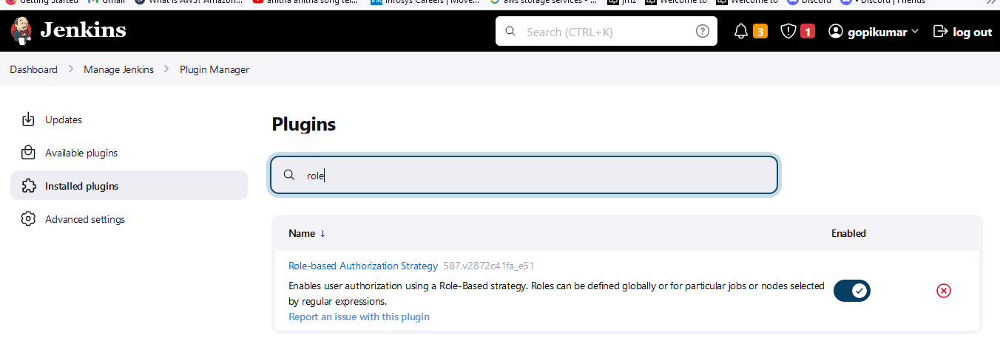 Gmail
What is AWS? Amazon...
anitha anitha song tel...
Infosys Careers | Move...
aws storage services - ...
jmz
Welcome to
Welcome to
Discord
• Discord | Friends
Jenkins
Search (CTRL+K)
3
1
gopikumar
log out
Dashboard
Manage Jenkins
Plugin Manager
Updates
Available plugins
Installed plugins
Advanced settings
Plugins
role
Name ↓
Enabled
Role-based Authorization Strategy 587.v2872c41fa_e51
Enables user authorization using a Role-Based strategy. Roles can be defined globally or for particular jobs or nodes selected
by regular expressions.
Report an issue with this plugin